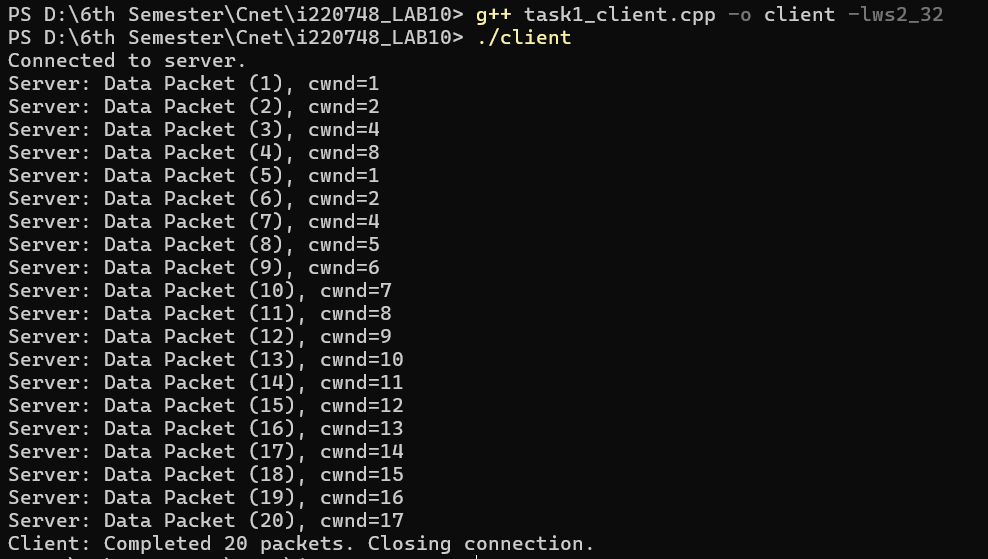 PS D:\6th Semester\Cnet\i220748_LAB10> g++ task1_client.cpp -o client -lws2_32
PS D:\6th Semester\Cnet\i220748_LAB10> ./client
Connected to server.
Server: Data Packet (1), cwnd=1
Server: Data Packet (2), cwnd=2
Server: Data Packet (3), cwnd=4
Server: Data Packet (4), cwnd=8
Server: Data Packet (5), cwnd=1
Server: Data Packet (6), cwnd=2
Server: Data Packet (7), cwnd=4
Server: Data Packet (8), cwnd=5
Server: Data Packet (9), cwnd=6
Server: Data Packet (10), cwnd=7
Server: Data Packet (11), cwnd=8
Server: Data Packet (12), cwnd=9
Server: Data Packet (13), cwnd=10
Server: Data Packet (14), cwnd=11
Server: Data Packet (15), cwnd=12
Server: Data Packet (16), cwnd=13
Server: Data Packet (17), cwnd=14
Server: Data Packet (18), cwnd=15
Server: Data Packet (19), cwnd=16
Server: Data Packet (20), cwnd=17
Client: Completed 20 packets. Closing connection.